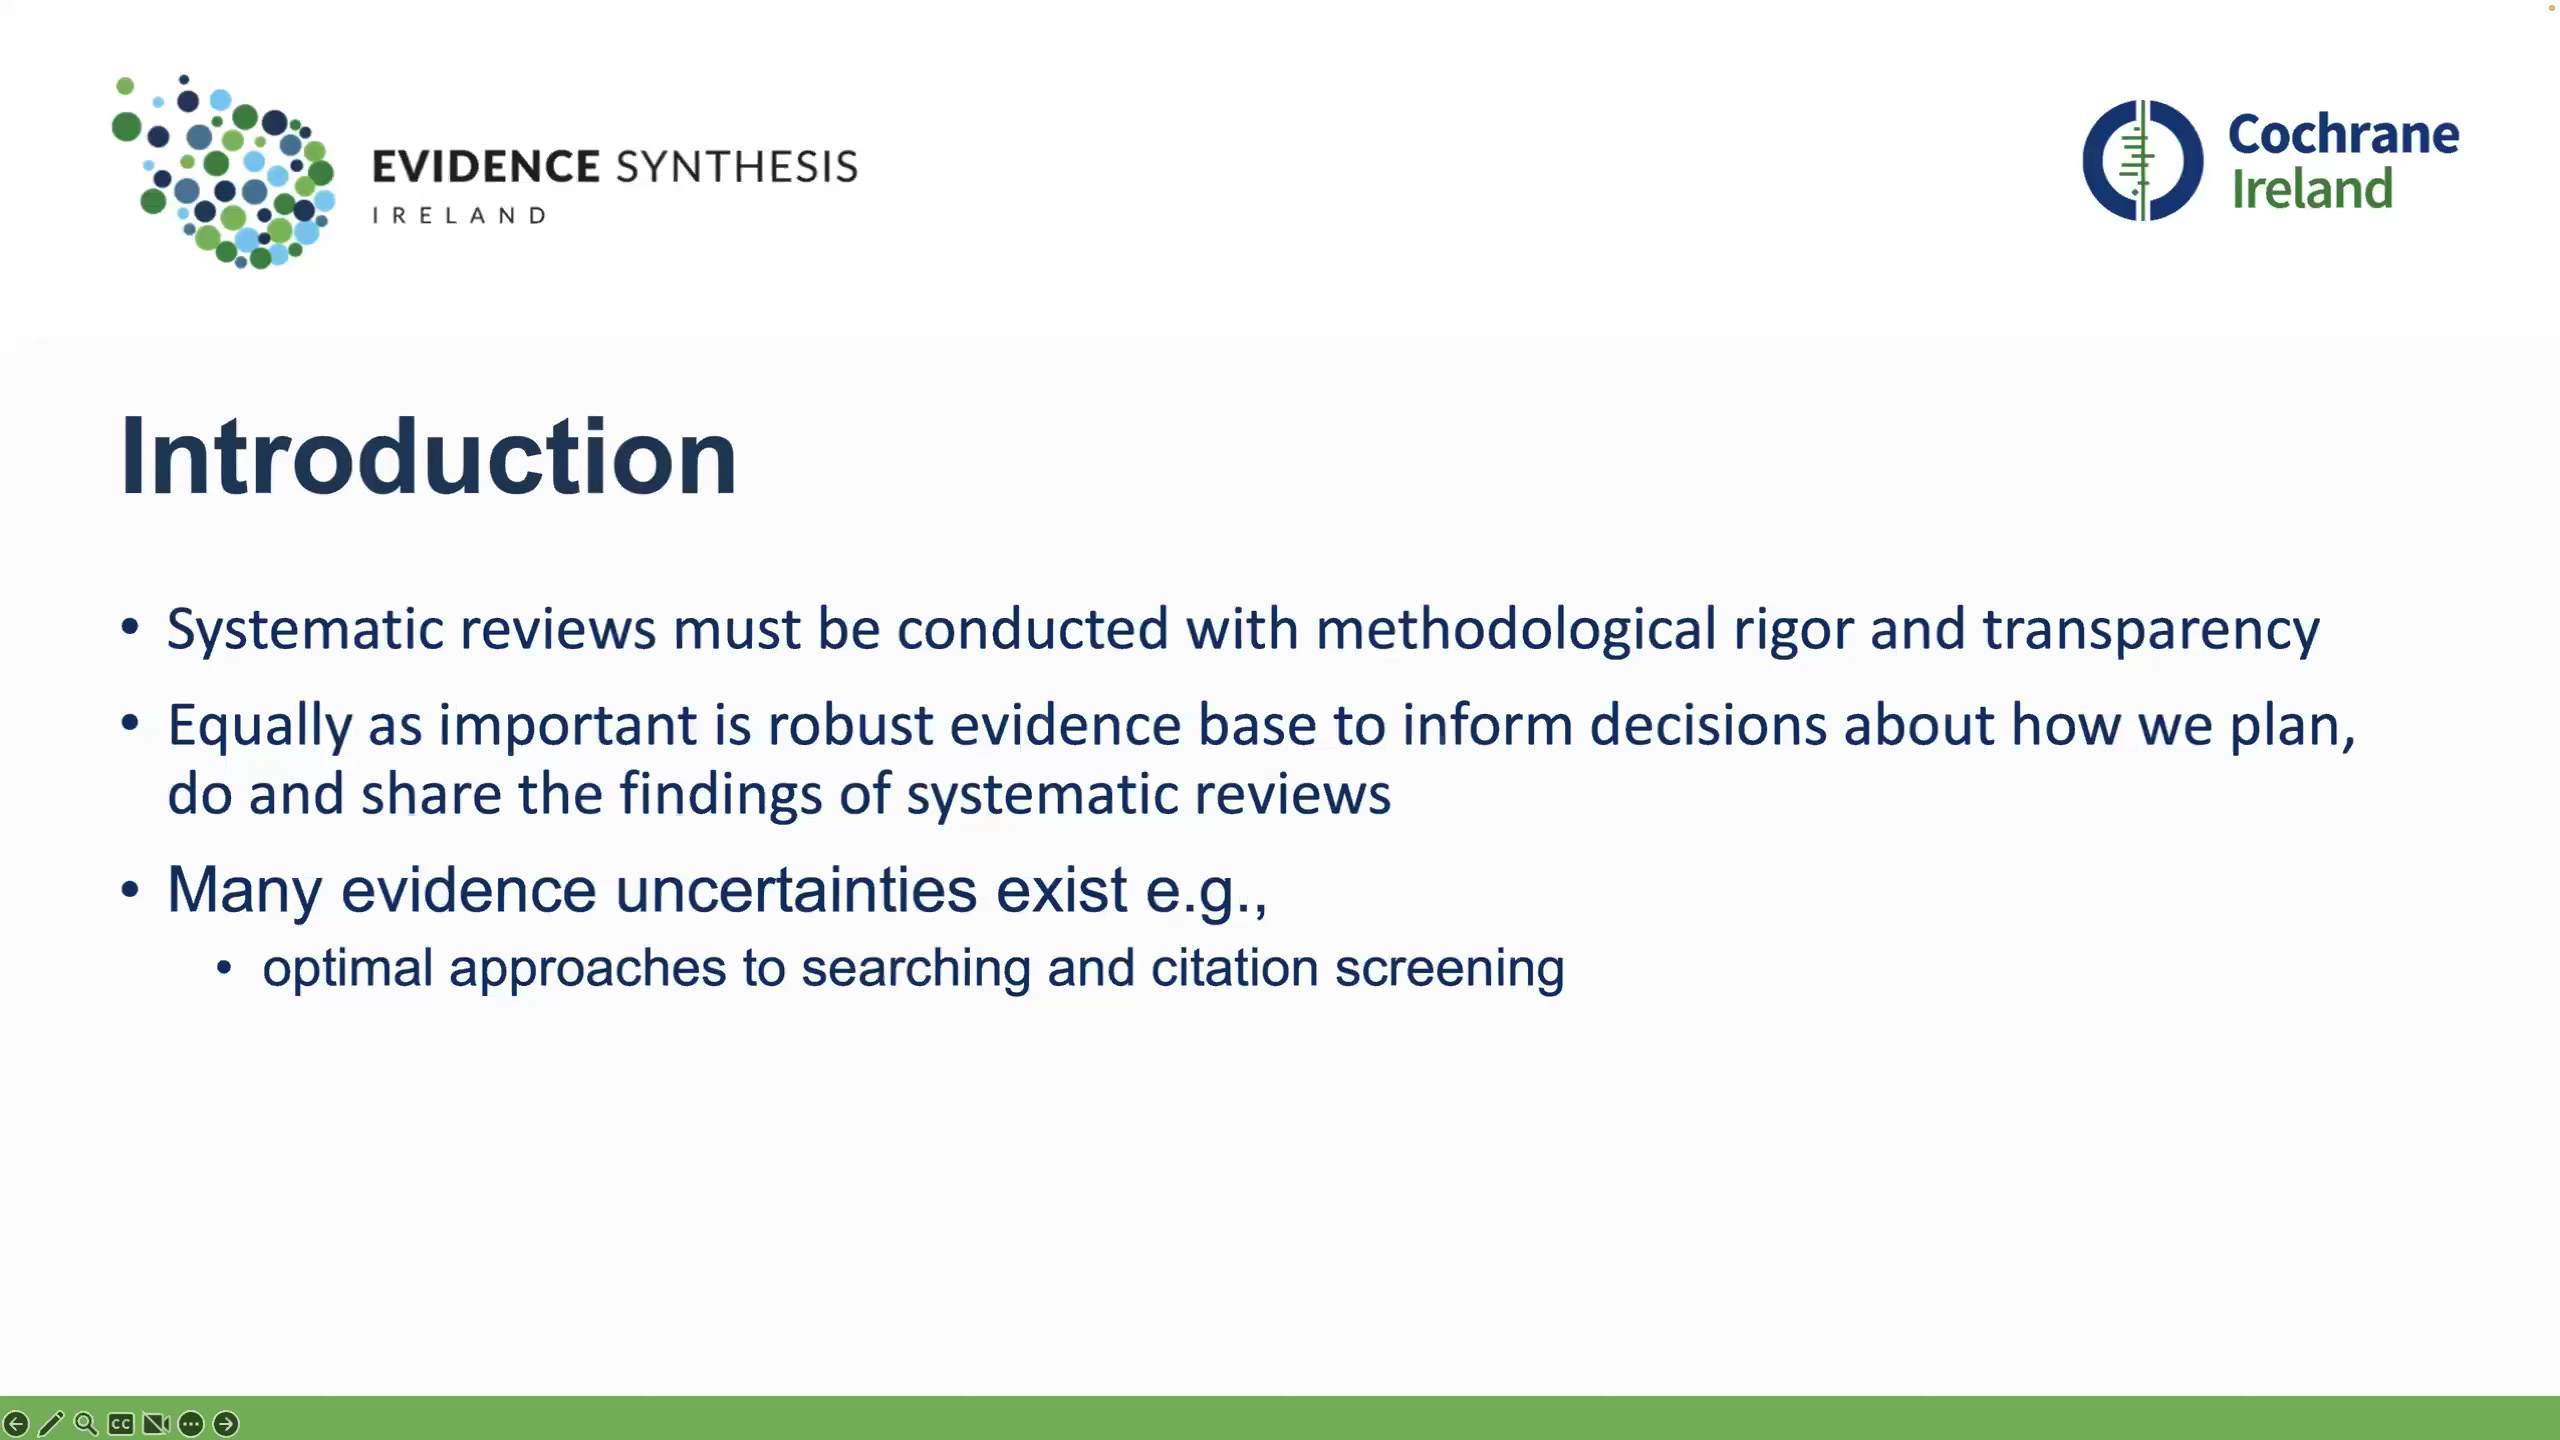 EVIDENCE SYNTHESIS
IRELAND
Cochrane
Ireland
Introduction
• Systematic reviews must be conducted with methodological rigor and transparency
• Equally as important is robust evidence base to inform decisions about how we plan,
do and share the findings of systematic reviews
• Many evidence uncertainties exist e.g.,
• optimal approaches to searching and citation screening
CC